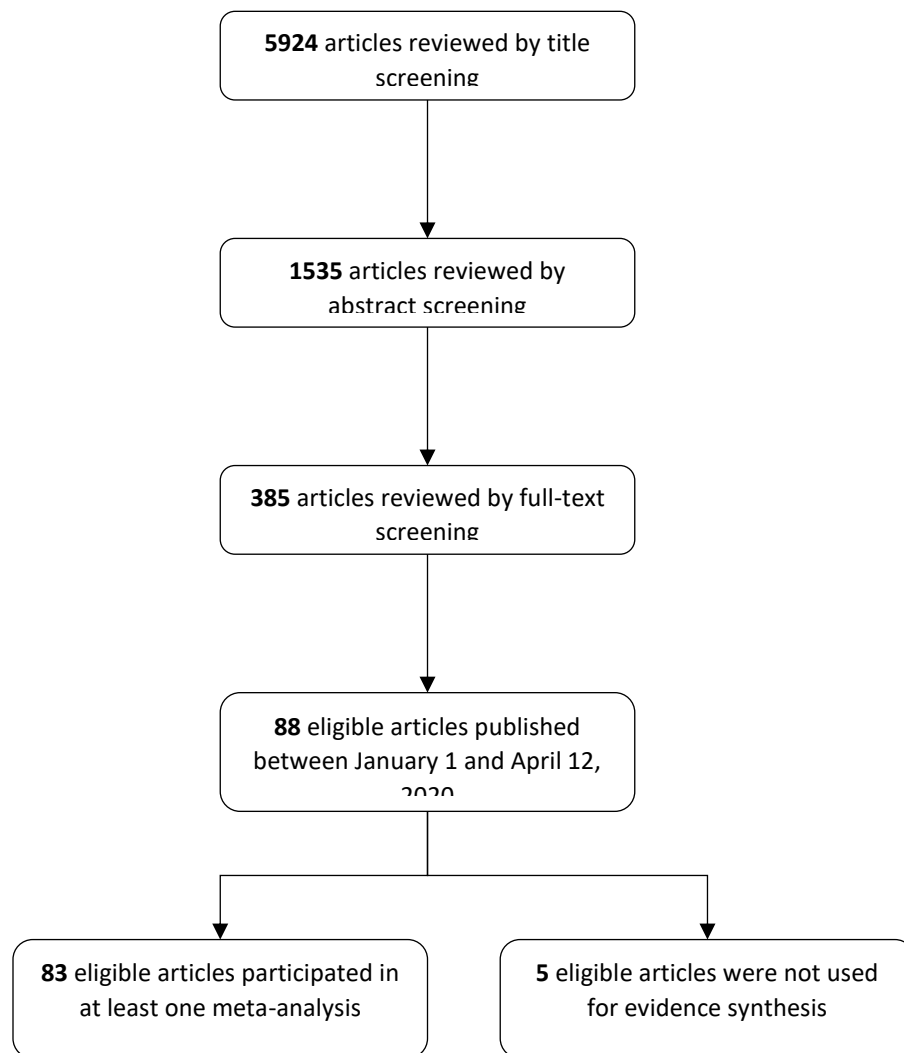 5924 articles reviewed by title
screening
1535 articles reviewed by
abstract screening
385 articles reviewed by full-text
screening
88 eligible articles published
between January 1 and April 12,
2020
83 eligible articles participated in
at least one meta-analysis
5 eligible articles were not used
for evidence synthesis